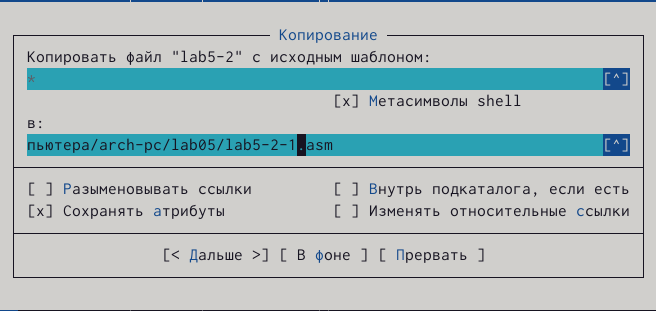 Копирование
Копировать файл "lab5-2" с исходным шаблоном:
* [^]
[x] Метасимволы shell
в:
пьютера/arch-pc/lab05/lab5-2-1.asm [^]
[ ] Разыменовывать ссылки [ ] Внутрь подкаталога, если есть
[x] Сохранять атрибуты [ ] Изменять относительные ссылки
[< Дальше >] [ В фоне ] [ Прервать ]